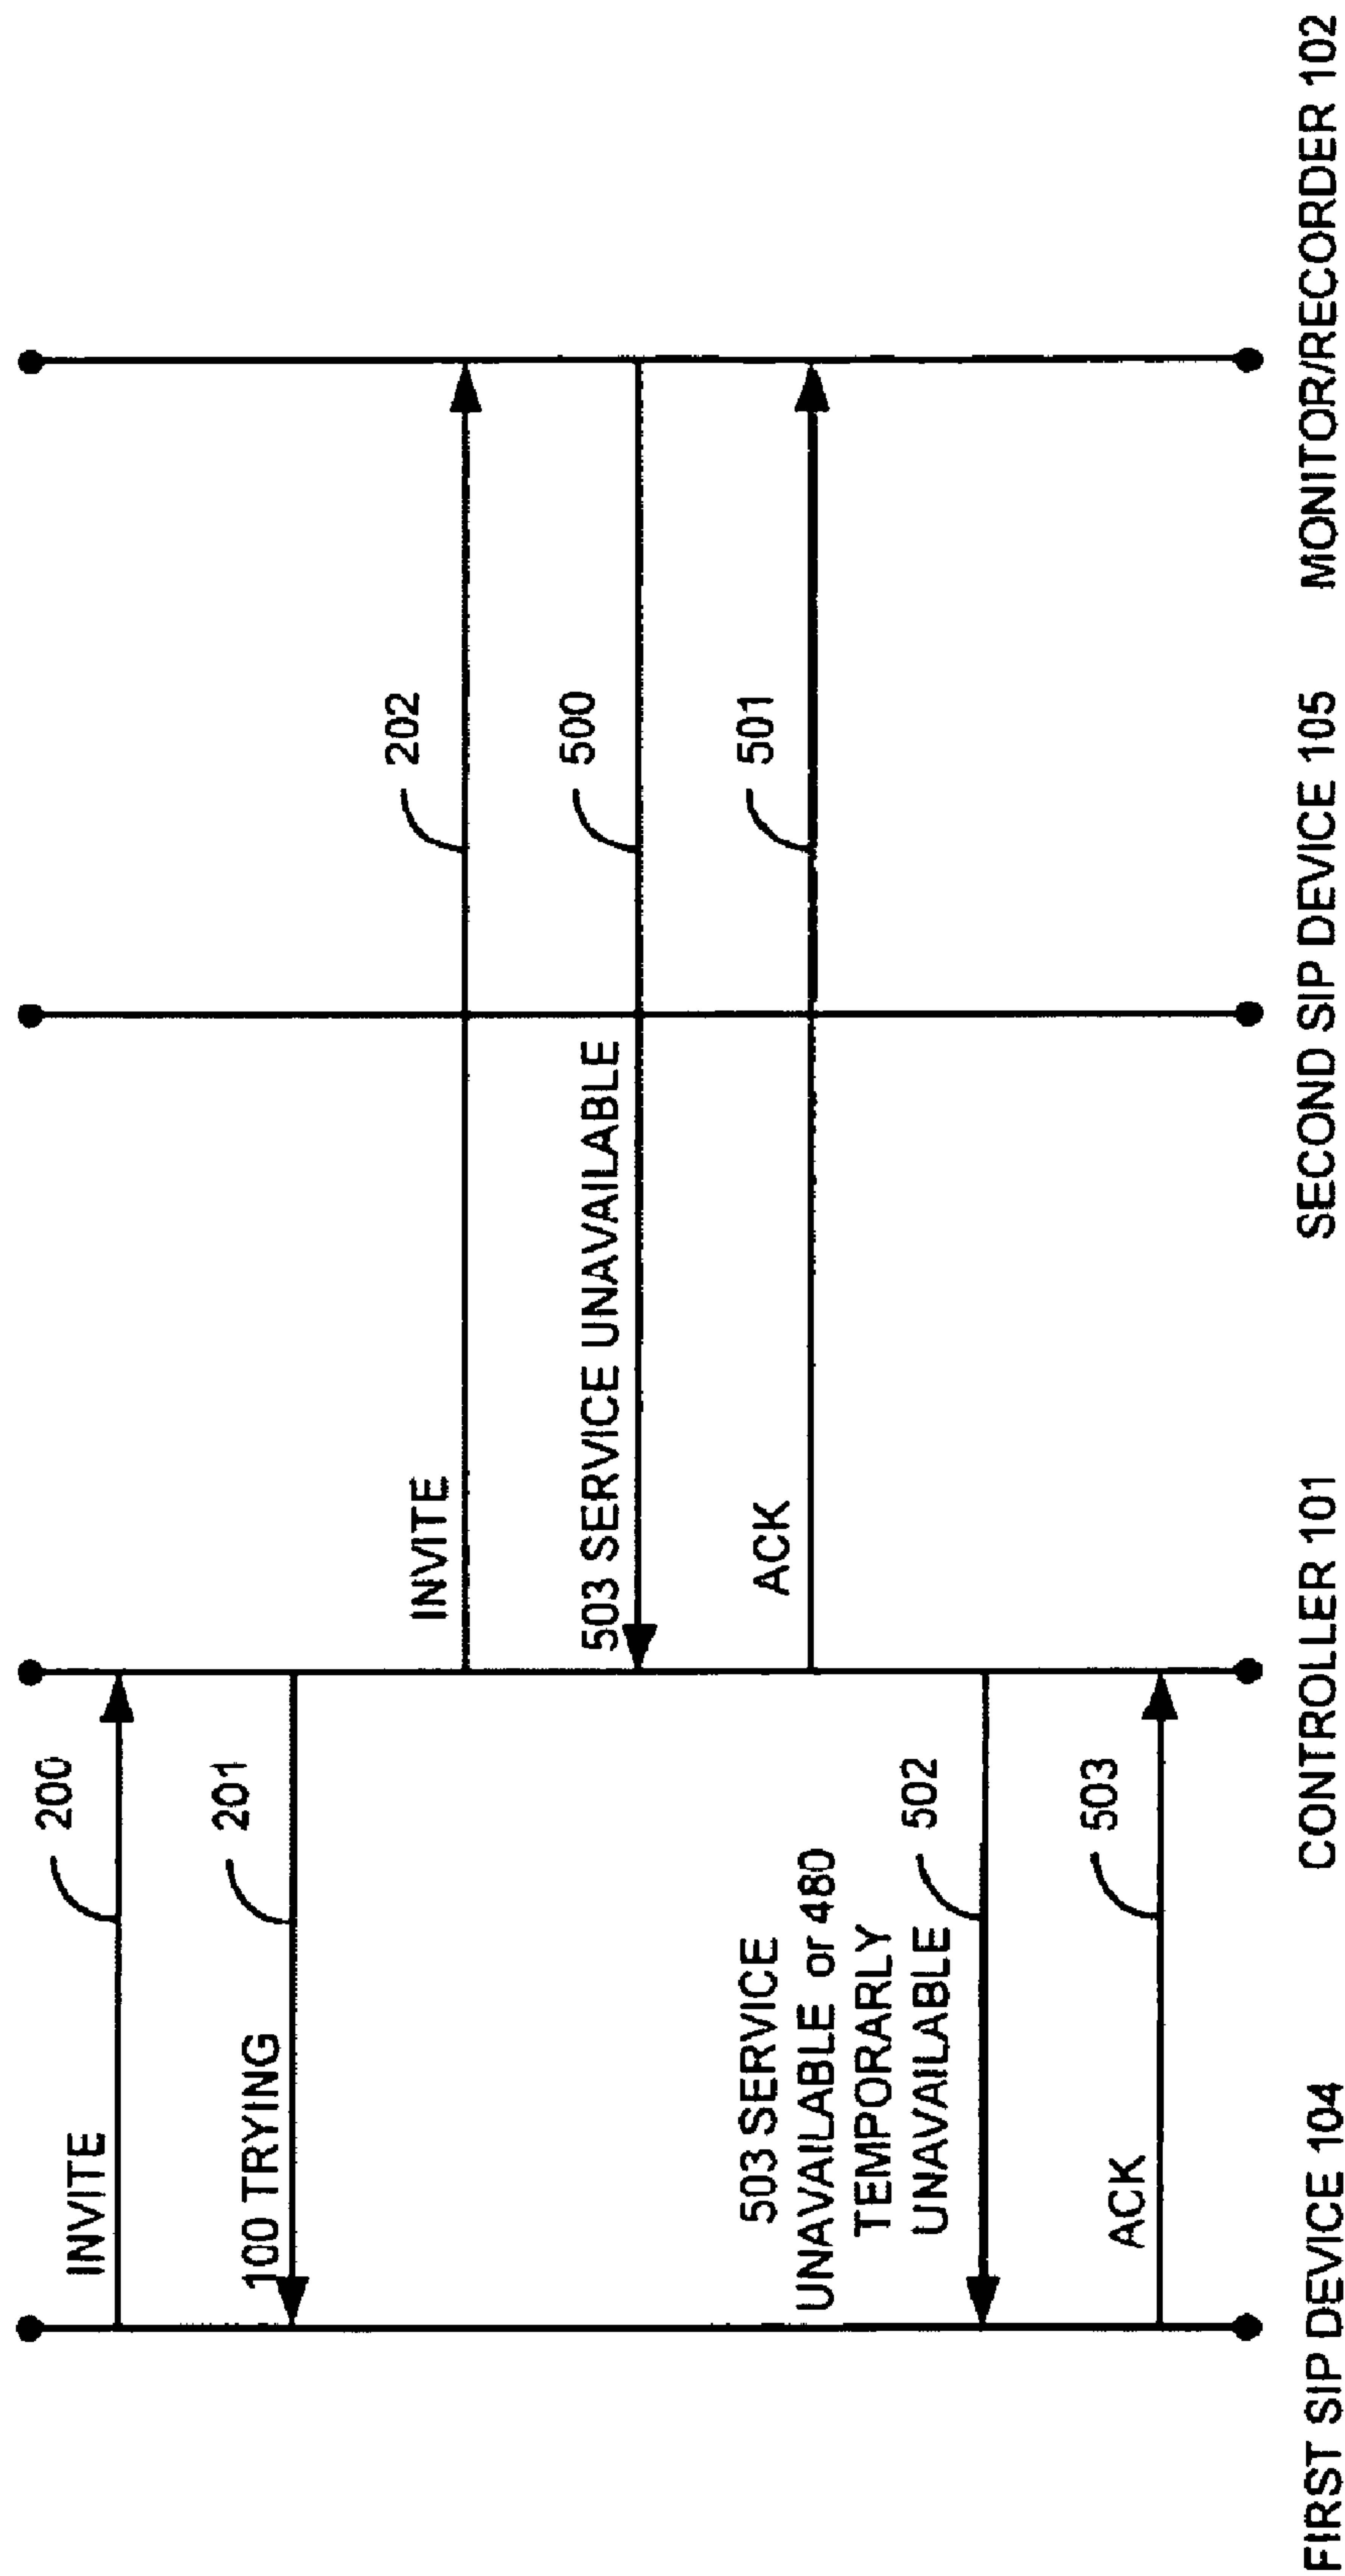 INVITE
200
100 TRYING
201
INVITE
202
503 SERVICE UNAVAILABLE
500
ACK
501
503 SERVICE
UNAVAILABLE or 480
TEMPORARLY
UNAVAILABLE
502
ACK
503
FIRST SIP DEVICE 104
CONTROLLER 101
SECOND SIP DEVICE 105
MONITOR/RECORDER 102